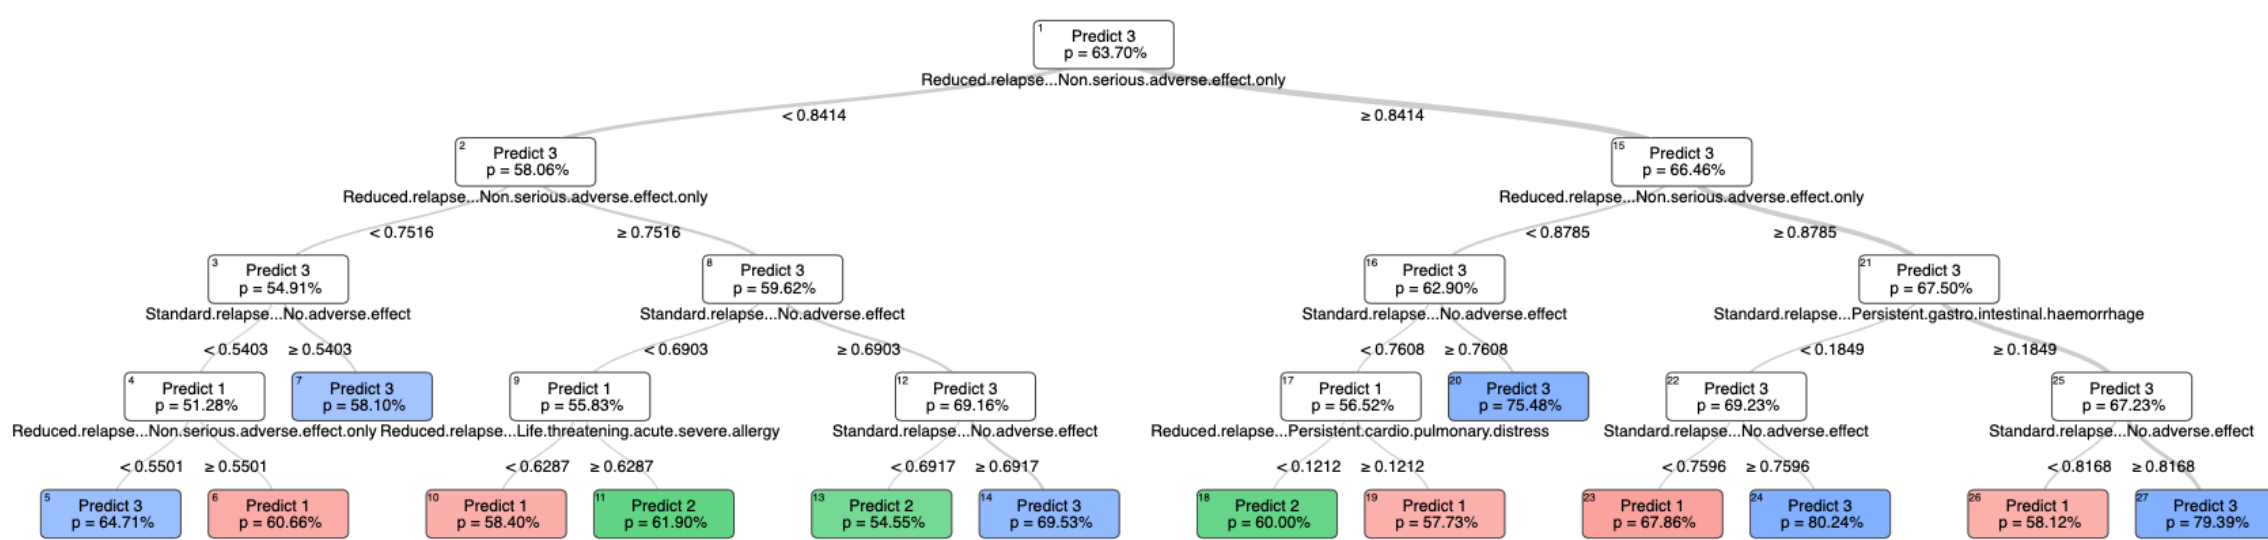 1
Predict 3
p = 63.70%
Reduced.relapse...Non.serious.adverse.effect.only
< 0.8414
≥ 0.8414
2
Predict 3
p = 58.06%
Reduced.relapse...Non.serious.adverse.effect.only
15
Predict 3
p = 66.46%
Reduced.relapse...Non.serious.adverse.effect.only
< 0.7516
≥ 0.7516
< 0.8785
≥ 0.8785
3
Predict 3
p = 54.91%
Standard.relapse...No.adverse.effect
8
Predict 3
p = 59.62%
Standard.relapse...No.adverse.effect
16
Predict 3
p = 62.90%
Standard.relapse...No.adverse.effect
21
Predict 3
p = 67.50%
Standard.relapse...Persistent.gastro.intestinal.haemorrhage
< 0.5403
≥ 0.5403
< 0.6903
≥ 0.6903
< 0.7608
≥ 0.7608
< 0.1849
≥ 0.1849
4
Predict 1
p = 51.28%
Reduced.relapse...Non.serious.adverse.effect.only
7
Predict 3
p = 58.10%
9
Predict 1
p = 55.83%
Reduced.relapse...Life.threatening.acute.severe.allergy
12
Predict 3
p = 69.16%
Standard.relapse...No.adverse.effect
17
Predict 1
p = 56.52%
Reduced.relapse...Persistent.cardio.pulmonary.distress
20
Predict 3
p = 75.48%
22
Predict 3
p = 69.23%
Standard.relapse...No.adverse.effect
25
Predict 3
p = 67.23%
Standard.relapse...No.adverse.effect
< 0.5501
≥ 0.5501
< 0.6287
≥ 0.6287
< 0.6917
≥ 0.6917
< 0.1212
≥ 0.1212
< 0.7596
≥ 0.7596
< 0.8168
≥ 0.8168
5
Predict 3
p = 64.71%
6
Predict 1
p = 60.66%
10
Predict 1
p = 58.40%
11
Predict 2
p = 61.90%
13
Predict 2
p = 54.55%
14
Predict 3
p = 69.53%
18
Predict 2
p = 60.00%
19
Predict 1
p = 57.73%
23
Predict 1
p = 67.86%
24
Predict 3
p = 80.24%
26
Predict 1
p = 58.12%
27
Predict 3
p = 79.39%